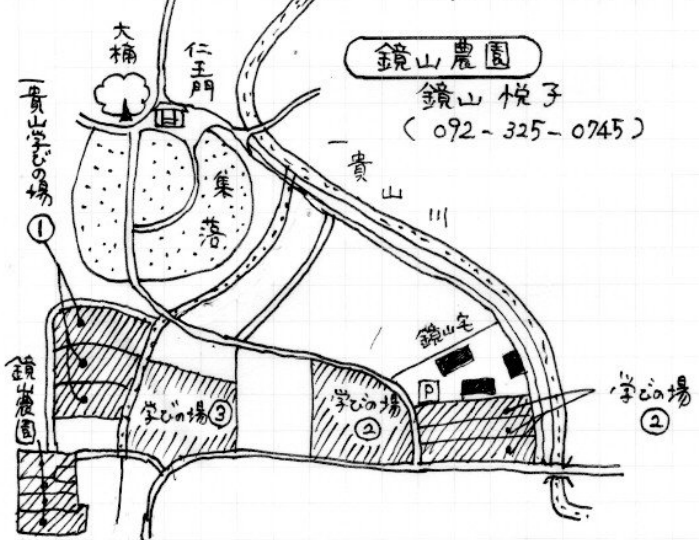 鏡山農園
鏡山 悦子
(092-325-0745)
大楠
仁王門
一貴山学びの場
①
集落
一貴山川
鏡山宅
P
学びの場
②
学びの場②
学びの場③
鏡山農園